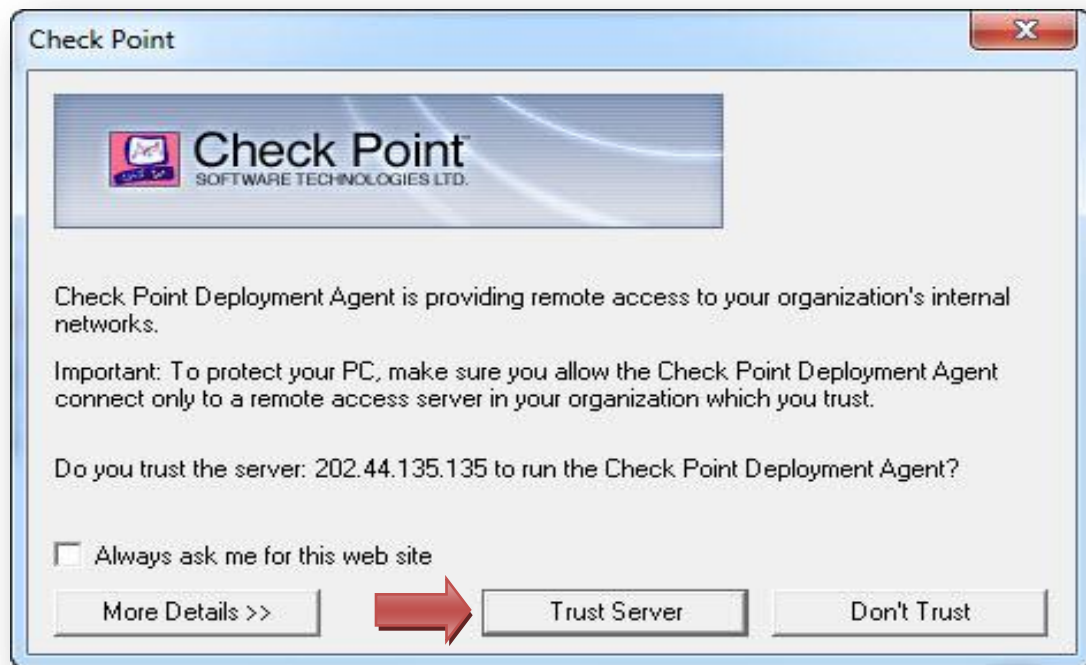 Check Point
Check Point
SOFTWARE TECHNOLOGIES LTD.
Check Point Deployment Agent is providing remote access to your organization's internal
networks.
Important: To protect your PC, make sure you allow the Check Point Deployment Agent
connect only to a remote access server in your organization which you trust.
Do you trust the server: 202.44.135.135 to run the Check Point Deployment Agent?
Always ask me for this web site
More Details >>
Trust Server
Don't Trust